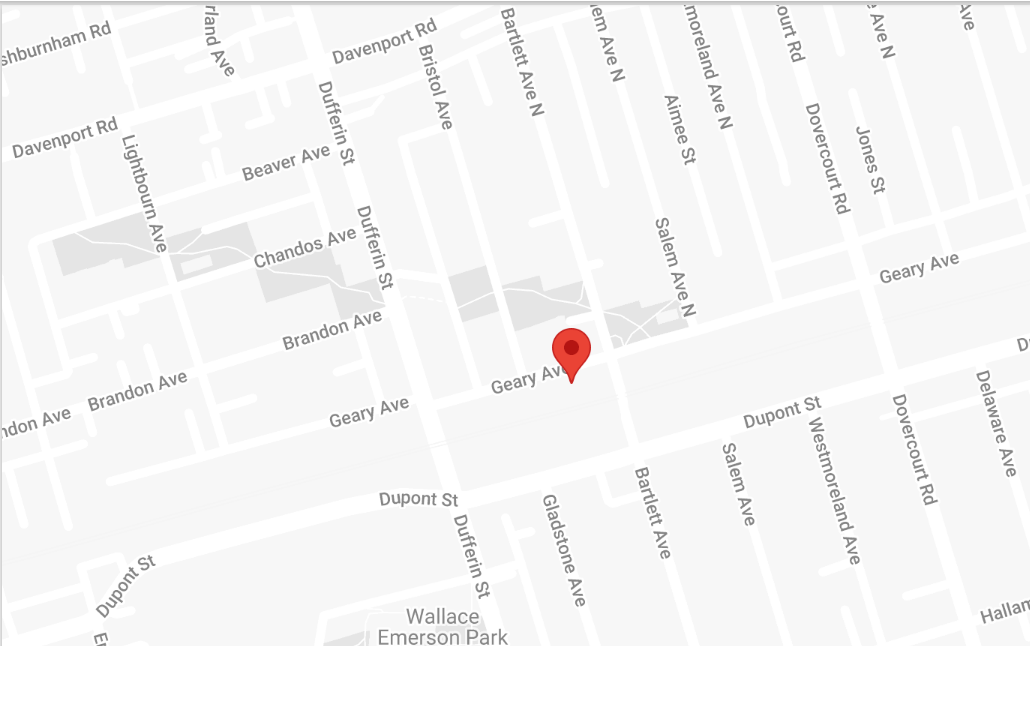 shburnham Rd
rland Ave
Davenport Rd
Bartlett Ave N
em Ave N
moreland Ave N
ourt Rd
e Ave N
Ave
Bristol Ave
Dufferin St
Davenport Rd
Lightbourn Ave
Beaver Ave
Aimee St
Dovercourt Rd
Jones St
Dufferin St
Chandos Ave
Salem Ave N
Geary Ave
Brandon Ave
Geary Ave
Brandon Ave
ndon Ave
Geary Ave
Dupont St
D
Delaware Ave
Dovercourt Rd
Westmoreland Ave
Salem Ave
Bartlett Ave
Dupont St
Gladstone Ave
Dufferin St
Dupont St
Hallam
Wallace
Emerson Park
E